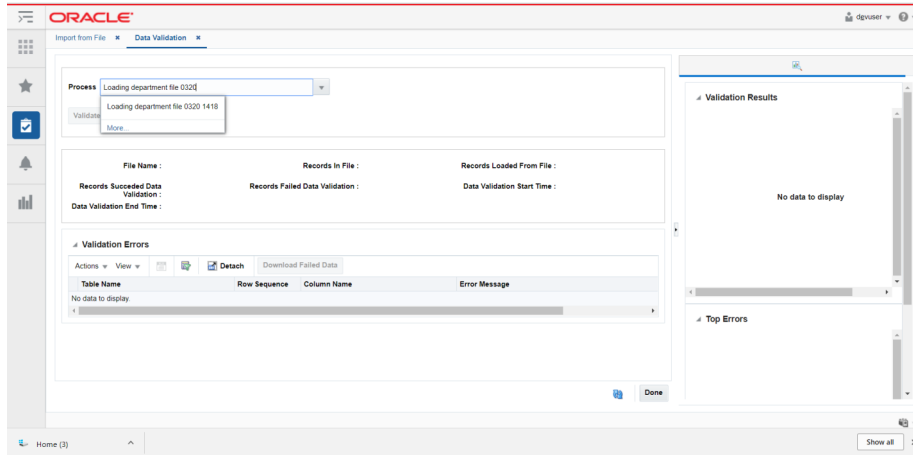 ORACLE
dgvuser
Import from File
Data Validation
Process Loading department file 0320
Loading department file 0320 1418
More...
Validate
File Name :
Records In File :
Records Loaded From File :
Records Succeded Data Validation :
Records Failed Data Validation :
Data Validation Start Time :
Data Validation End Time :
Validation Errors
Actions View Detach Download Failed Data
Table Name Row Sequence Column Name Error Message
No data to display.
Done
Validation Results
No data to display
Top Errors
Home (3)
Show all